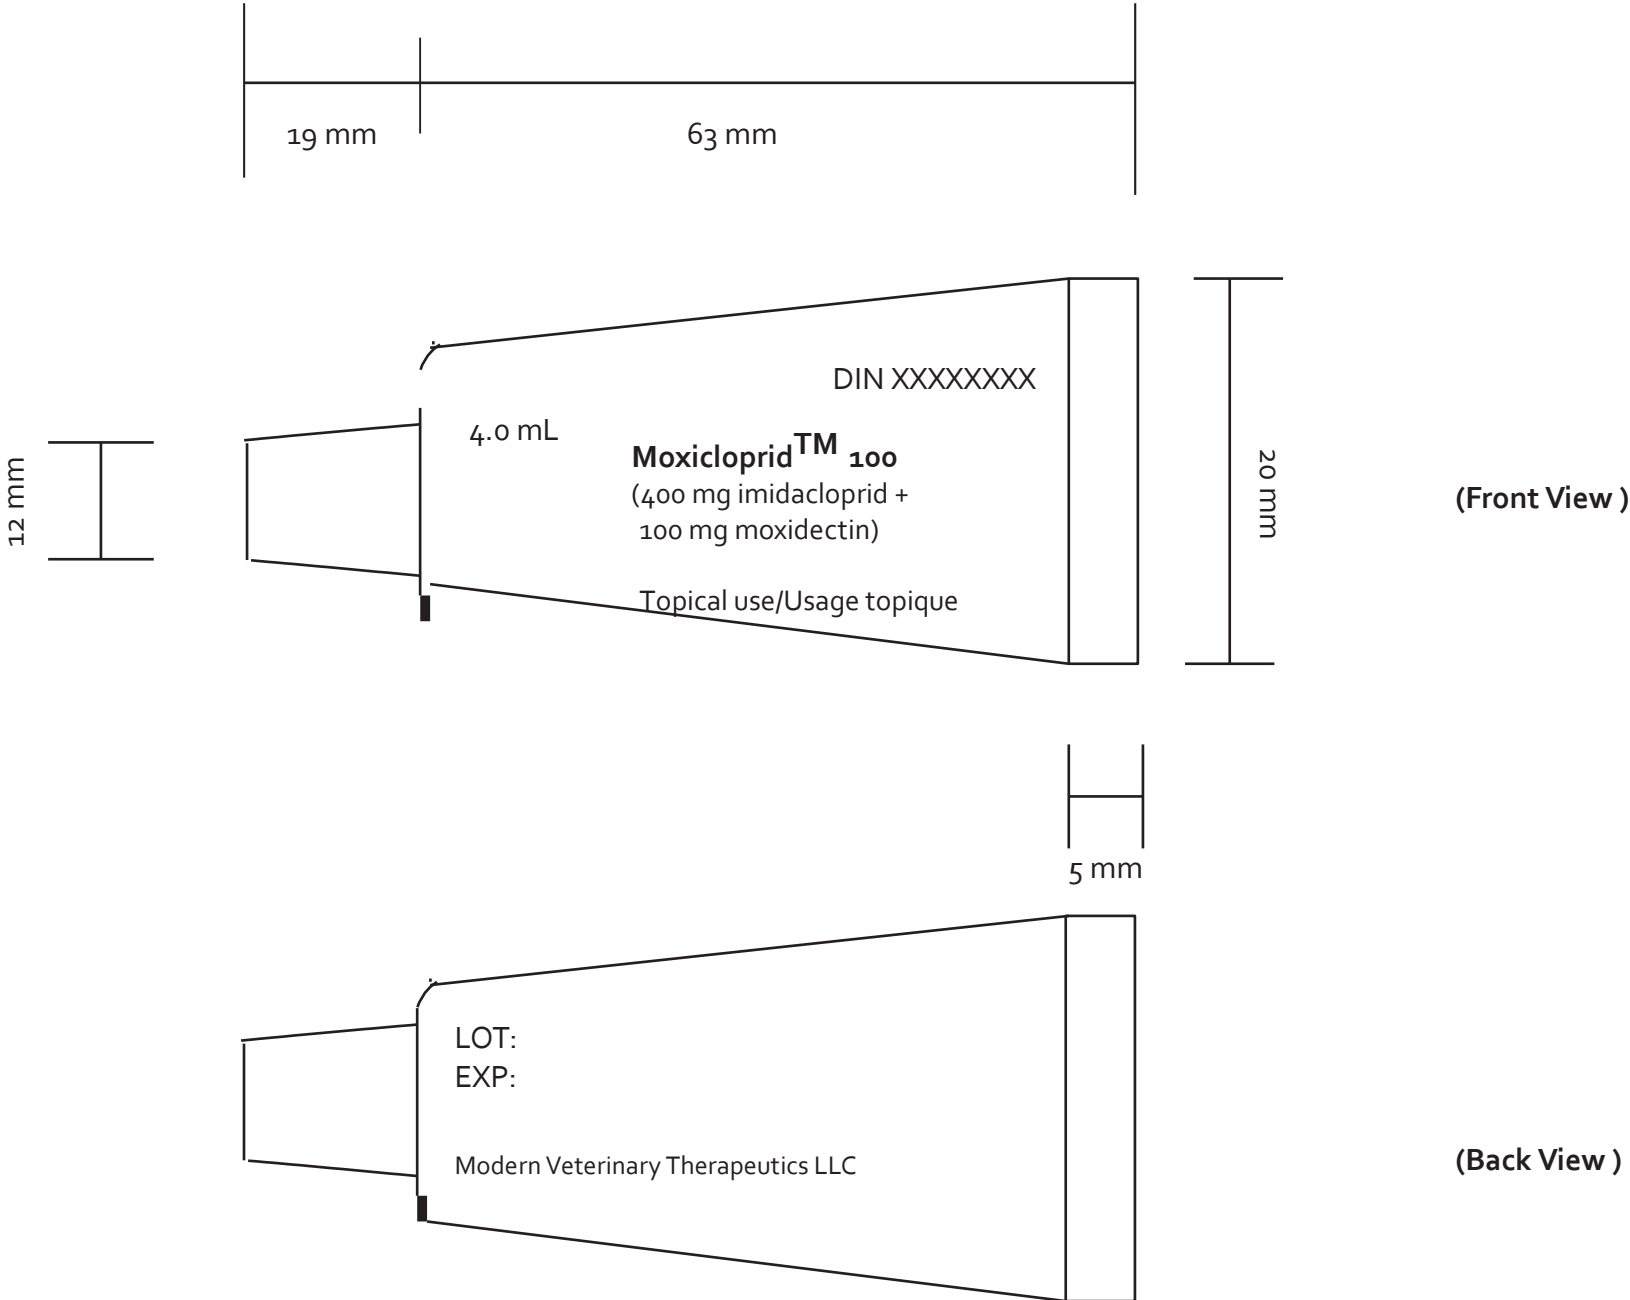 19 mm
63 mm
DIN XXXXXXXX
4.0 mL
Moxicloprid™ 100
(400 mg imidacloprid +
100 mg moxidectin)
Topical use/Usage topique
12 mm
20 mm
(Front View )
5 mm
LOT:
EXP:
Modern Veterinary Therapeutics LLC
(Back View )